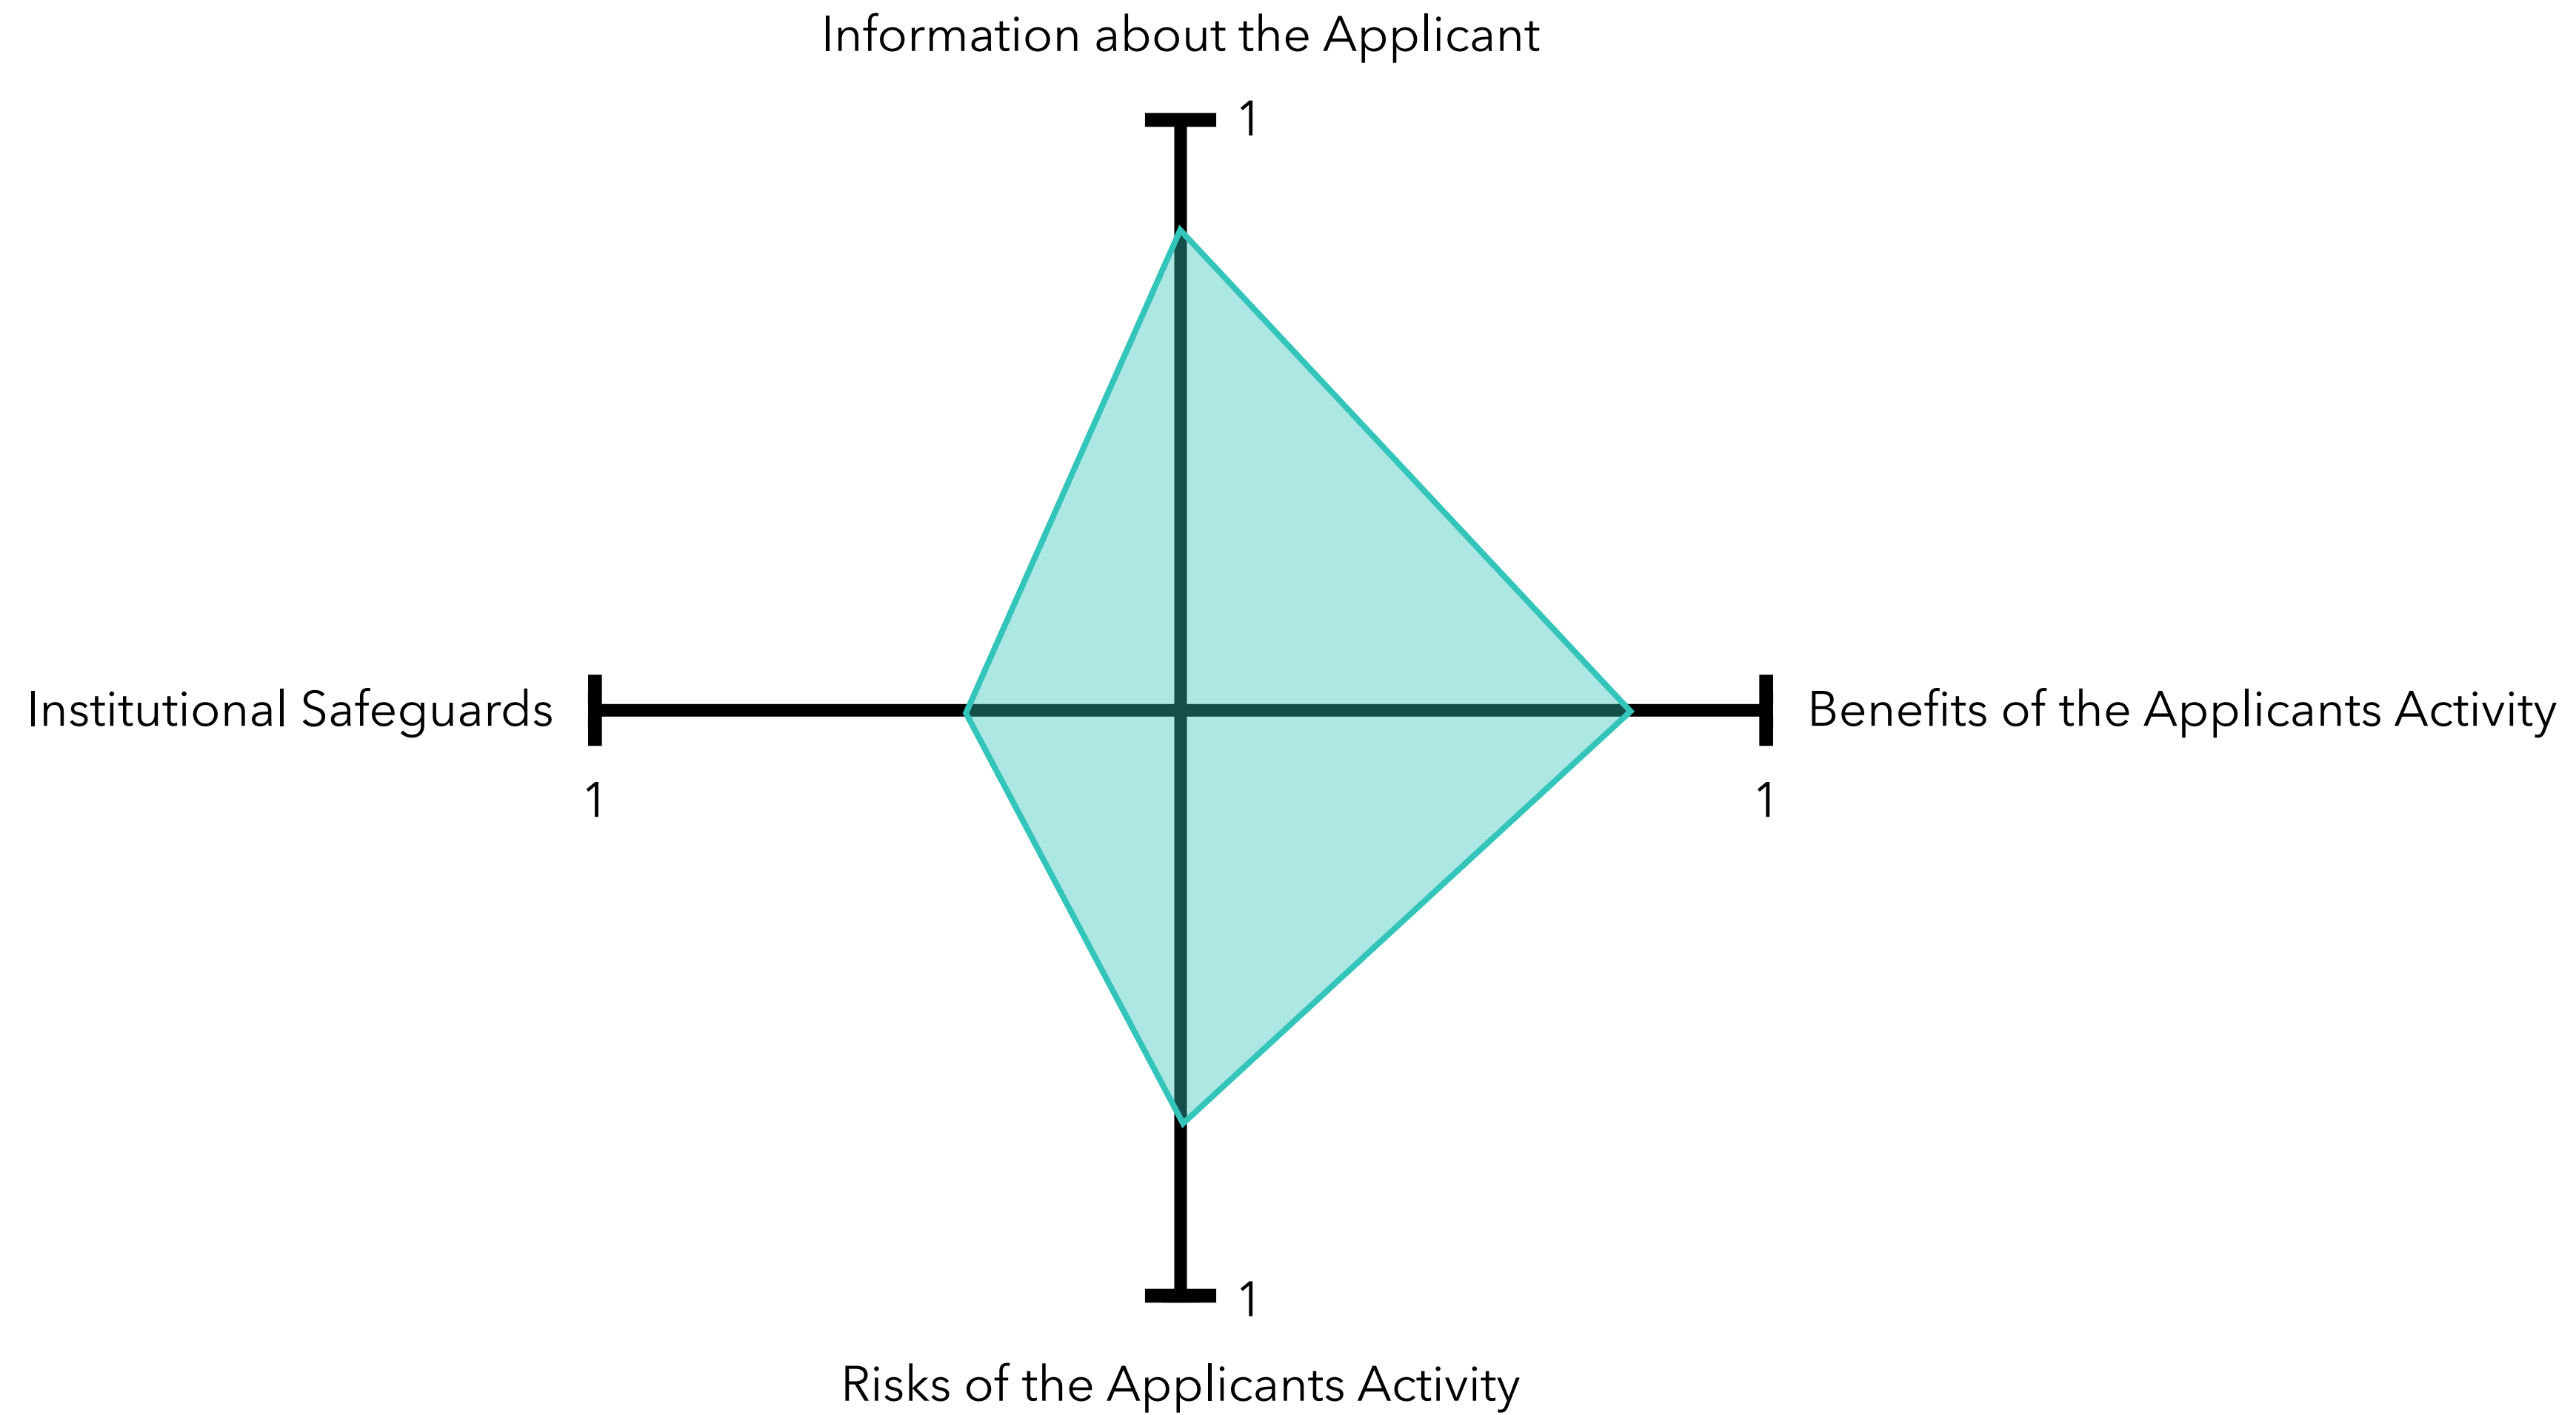 Information about the Applicant
1
Institutional Safeguards
Benefits of the Applicants Activity
1
1
1
Risks of the Applicants Activity